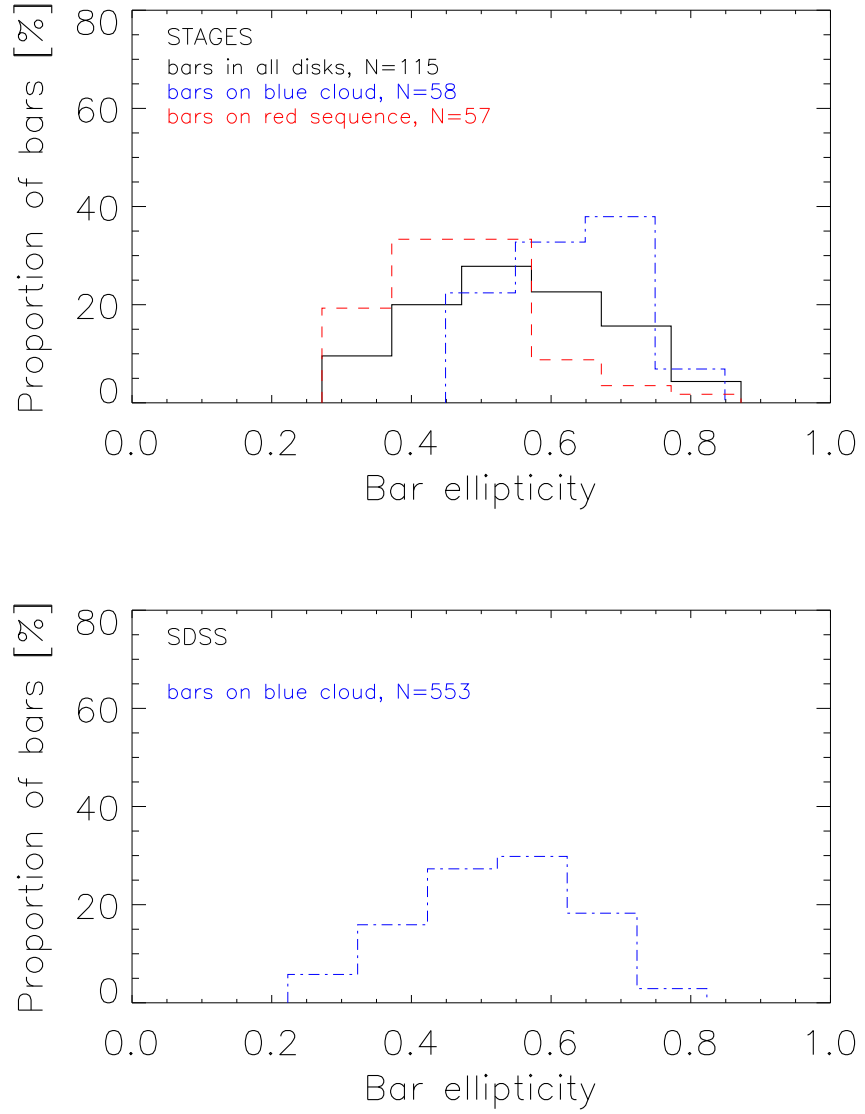 80
60
40
20
0
Proportion of bars [%]
STAGES
bars in all disks, N=115
bars on blue cloud, N=58
bars on red sequence, N=57
0.0 0.2 0.4 0.6 0.8 1.0
Bar ellipticity
80
60
40
20
0
Proportion of bars [%]
SDSS
bars on blue cloud, N=553
0.0 0.2 0.4 0.6 0.8 1.0
Bar ellipticity